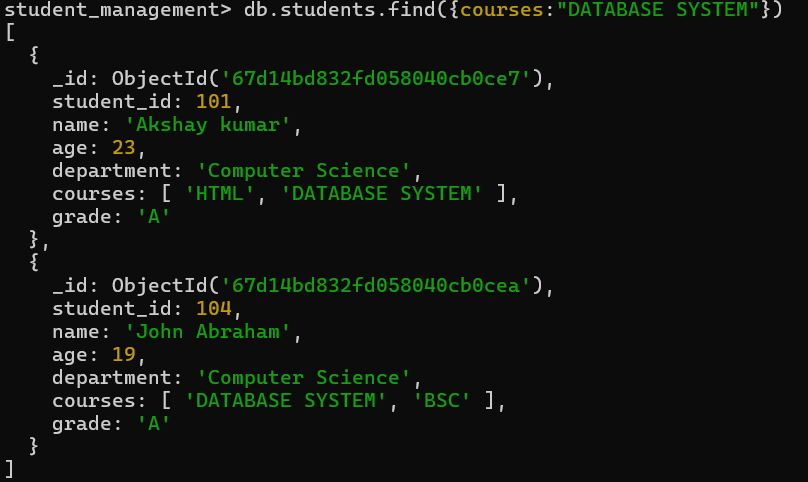 student_management> db.students.find({courses:"DATABASE SYSTEM"})
[
  {
    _id: ObjectId('67d14bd832fd058040cb0ce7'),
    student_id: 101,
    name: 'Akshay kumar',
    age: 23,
    department: 'Computer Science',
    courses: [ 'HTML', 'DATABASE SYSTEM' ],
    grade: 'A'
  },
  {
    _id: ObjectId('67d14bd832fd058040cb0cea'),
    student_id: 104,
    name: 'John Abraham',
    age: 19,
    department: 'Computer Science',
    courses: [ 'DATABASE SYSTEM', 'BSC' ],
    grade: 'A'
  }
]